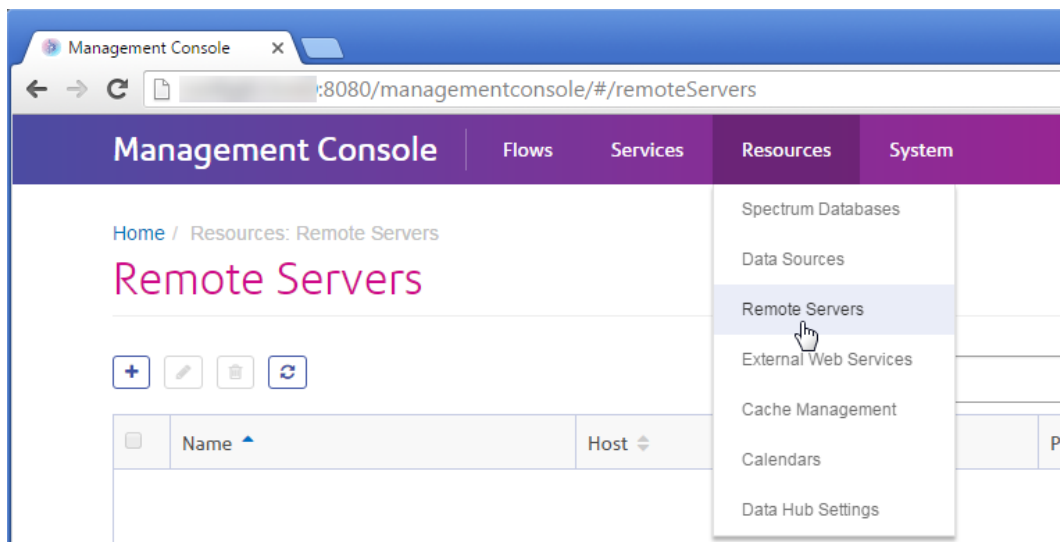 Management Console
:8080/managementconsole/#/remoteServers
Management Console Flows Services Resources System
Spectrum Databases
Home / Resources: Remote Servers
Data Sources
Remote Servers
Remote Servers
External Web Services
Cache Management
Name Host P
Calendars
Data Hub Settings